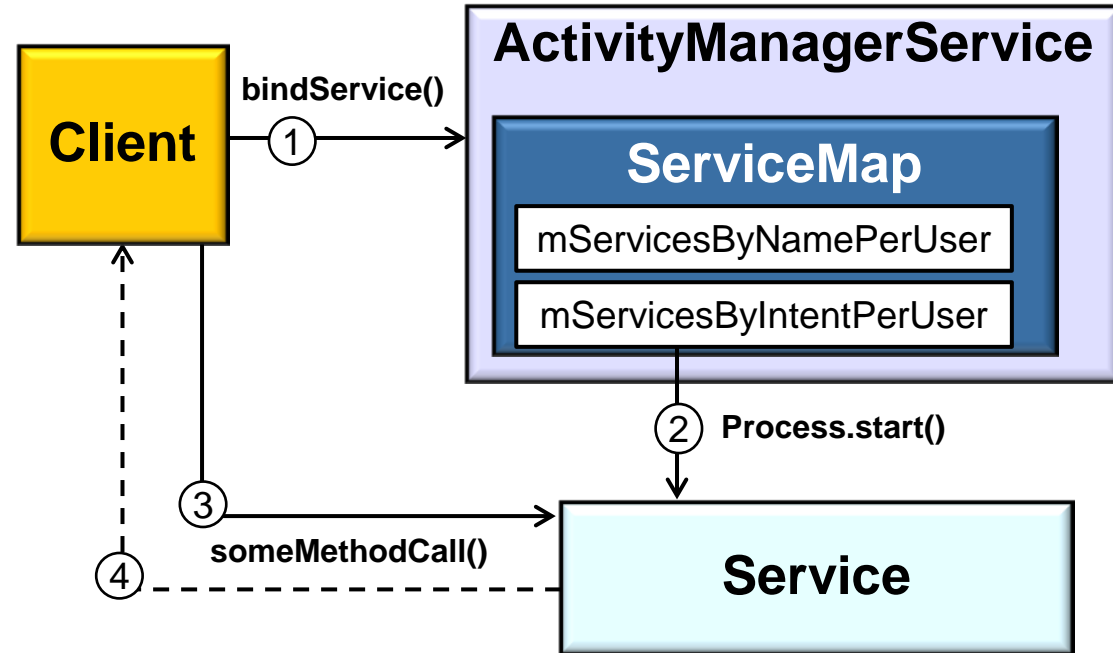 ActivityManagerService
bindService()
Client
1
ServiceMap
mServicesByNamePerUser
mServicesByIntentPerUser
2
Process.start()
3
someMethodCall()
4
Service